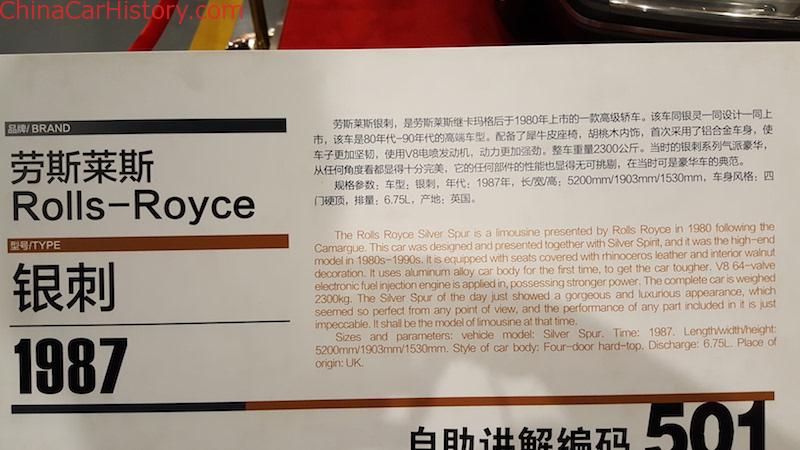 ChinaCarHistory.com
品牌/ BRAND
劳斯莱斯
Rolls-Royce
型号/TYPE
银刺
1987
劳斯莱斯银刺，是劳斯莱斯继卡玛格后于1980年上市的一款高级轿车。该车同银灵一同设计一同上
市，该车是80年代-90年代的高端车型。配备了犀牛皮座椅，胡桃木内饰，首次采用了铝合金车身，使
车子更加坚韧，使用V8电喷发动机，动力更加强劲。整车重量2300公斤。当时的银刺系列气派豪华，
从任何角度看都显得十分完美，它的任何部件的性能也显得无可挑剔，在当时可是豪华车的典范。
规格参数：车型：银刺，年代：1987年，长/宽/高：5200mm/1903mm/1530mm，车身风格：四
门硬顶，排量：6.75L，产地：英国。
The Rolls Royce Silver Spur is a limousine presented by Rolls Royce in 1980 following the
Camargue. This car was designed and presented together with Silver Spirit, and it was the high-end
model in 1980s-1990s. It is equipped with seats covered with rhinoceros leather and interior walnut
decoration. It uses aluminum alloy car body for the first time, to get the car tougher. V8 64-valve
electronic fuel injection engine is applied in, possessing stronger power. The complete car is weighed
2300kg. The Silver Spur of the day just showed a gorgeous and luxurious appearance, which
seemed so perfect from any point of view, and the performance of any part included in it is just
impeccable. It shall be the model of limousine at that time.
Sizes and parameters: vehicle model: Silver Spur. Time: 1987. Length/width/height:
5200mm/1903mm/1530mm. Style of car body: Four-door hard-top. Discharge: 6.75L. Place of
origin: UK.
自助讲解编码 501